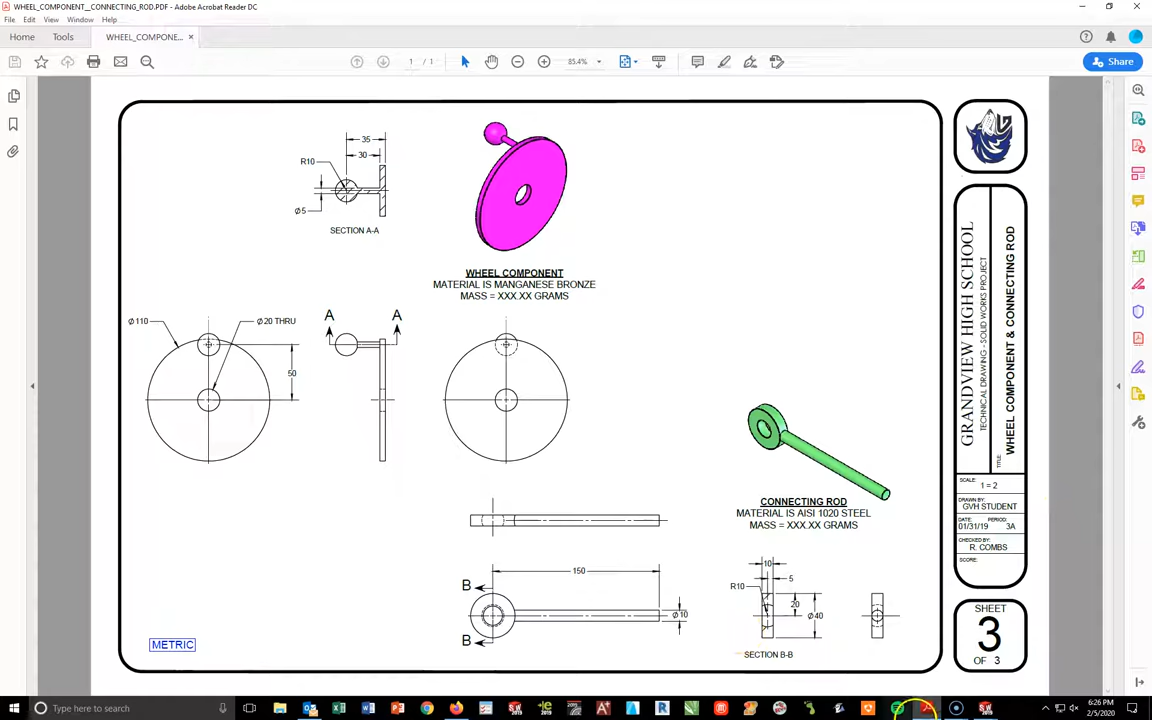 WHEEL_COMPONENT__CONNECTING_ROD.PDF - Adobe Acrobat Reader DC
File Edit View Window Help
Home Tools WHEEL_COMPONE... ×
1 / 1 85.4% Share
35
30
R10
Ø5
SECTION A-A
WHEEL COMPONENT
MATERIAL IS MANGANESE BRONZE
MASS = XXX.XX GRAMS
Ø110
Ø20 THRU
50
A A
CONNECTING ROD
MATERIAL IS AISI 1020 STEEL
MASS = XXX.XX GRAMS
B
150
Ø10
B
10
5
R10
20
Ø40
SECTION B-B
METRIC
G
GRANDVIEW HIGH SCHOOL
TECHNICAL DRAWING - SOLID WORKS PROJECT
TITLE:
WHEEL COMPONENT & CONNECTING ROD
SCALE:
1 = 2
DRAWN BY:
GVH STUDENT
DATE: PERIOD:
01/31/19 3A
CHECKED BY:
R. COMBS
SCORE:
SHEET
3
OF 3
Type here to search
6:26 PM
2/5/2020